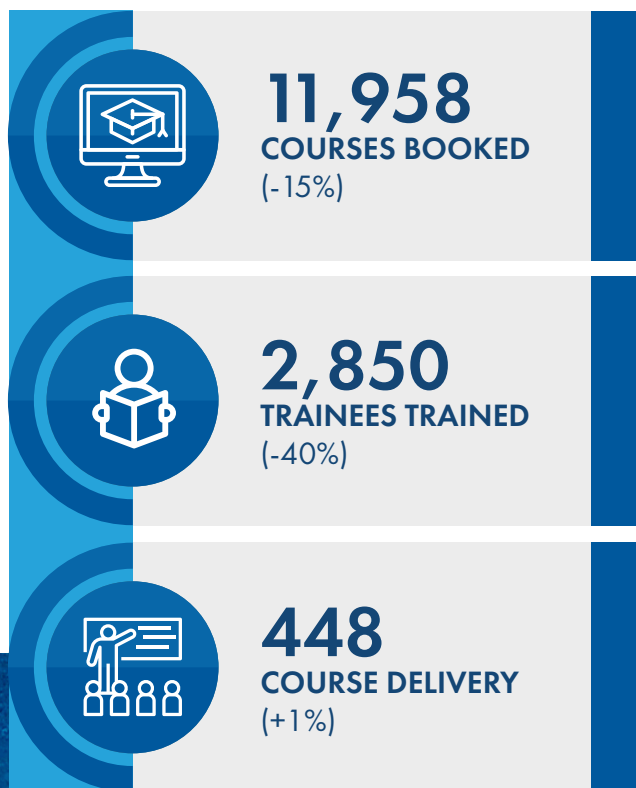 11,958
COURSES BOOKED
(-15%)
2,850
TRAINEES TRAINED
(-40%)
448
COURSE DELIVERY
(+1%)